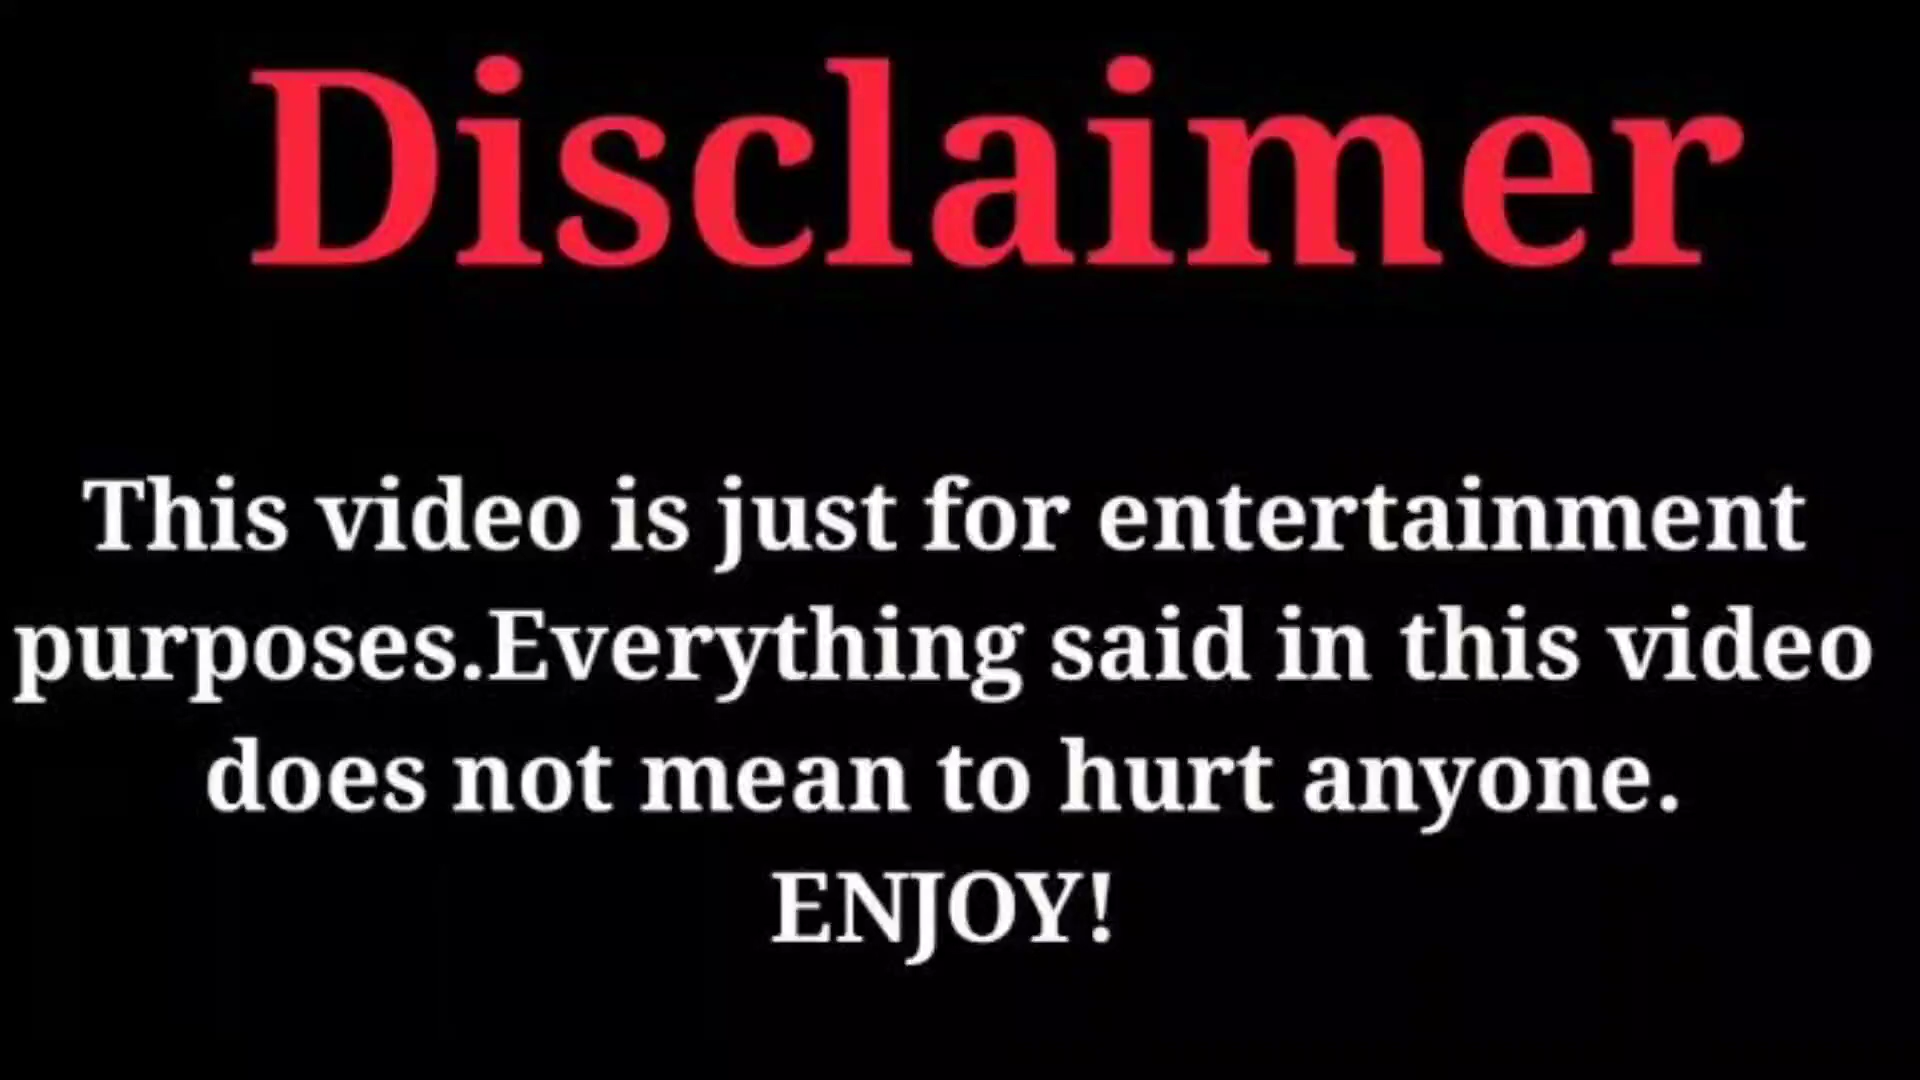 Disclaimer
This video is just for entertainment
purposes.Everything said in this video
does not mean to hurt anyone.
ENJOY!